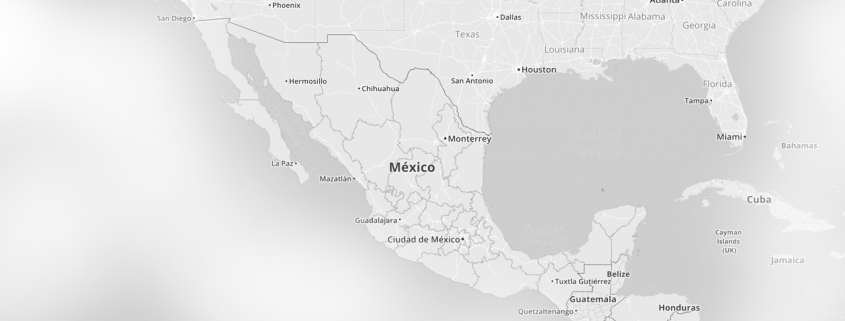 Phoenix
Atlanta
Carolina
San Diego
Dallas
Mississippi Alabama
Georgia
Texas
Louisiana
Houston
San Antonio
Hermosillo
Chihuahua
Florida
Tampa
Miami
Monterrey
Gulf of
Mexico
Bahamas
La Paz
México
Mazatlán
Cuba
Guadalajara
Ciudad de México
Cayman
Islands
(UK)
Jamaica
Belize
Tuxtla Gutiérrez
Guatemala
Quetzaltenango
Honduras